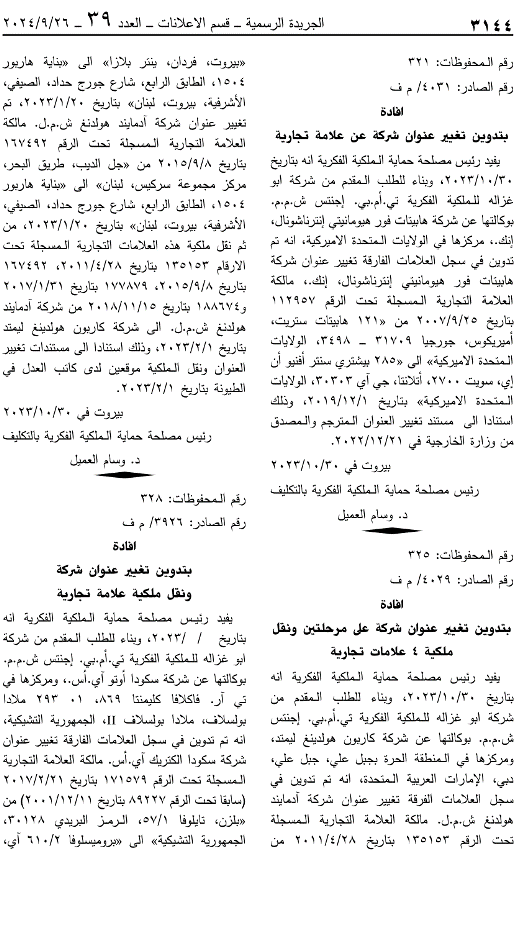 ٣١٤٤
الجريدة الرسمية ــ قسم الاعلانات ــ العدد ٣٩ ــ ٢٠٢٤/٩/٢٦
رقم المحفوظات: ٣٢١
رقم الصادر: ٤٠٣١/ م ف
افادة
بتدوين تغيير عنوان شركة عن علامة تجارية
يفيد رئيس مصلحة حماية الملكية الفكرية انه بتاريخ
٢٠٢٣/١٠/٣٠، وبناء للطلب المقدم من شركة ابو
غزاله للملكية الفكرية تي.أم.بي. إجنتس ش.م.م.
بوكالتها عن شركة هابيتات فور هيومانيتي إنترناشونال،
إنك.، مركزها في الولايات المتحدة الاميركية، انه تم
تدوين في سجل العلامات الفارقة تغيير عنوان شركة
هابيتات فور هيومانيتي إنترناشونال، إنك.، مالكة
العلامة التجارية المسجلة تحت الرقم ١١٢٩٥٧
بتاريخ ٢٠٠٧/٩/٢٥ من «١٢١ هابيتات ستريت،
أميريكوس، جورجيا ٣١٧٠٩ ــ ٣٤٩٨، الولايات
المتحدة الاميركية» الى «٢٨٥ بيشتري سنتر أفنيو أن
إي، سويت ٢٧٠٠، أتلانتا، جي آي ٣٠٣٠٣، الولايات
المتحدة الاميركية» بتاريخ ٢٠١٩/١٢/١، وذلك
استنادا الى مستند تغيير العنوان المترجم والمصدق
من وزارة الخارجية في ٢٠٢٢/١٢/٢١.
بيروت في ٢٠٢٣/١٠/٣٠
رئيس مصلحة حماية الملكية الفكرية بالتكليف
د. وسام العميل
رقم المحفوظات: ٣٢٥
رقم الصادر: ٤٠٢٩/ م ف
افادة
بتدوين تغيير عنوان شركة على مرحلتين ونقل
ملكية ٤ علامات تجارية
يفيد رئيس مصلحة حماية الملكية الفكرية انه
بتاريخ ٢٠٢٣/١٠/٣٠، وبناء للطلب المقدم من
شركة ابو غزاله للملكية الفكرية تي.أم.بي. إجنتس
ش.م.م. بوكالتها عن شركة كاربون هولدينغ ليمتد،
ومركزها في المنطقة الحرة بجبل علي، جبل علي،
دبي، الإمارات العربية المتحدة، انه تم تدوين في
سجل العلامات الفرقة تغيير عنوان شركة آدمايند
هولدنغ ش.م.ل. مالكة العلامة التجارية المسجلة
تحت الرقم ١٣٥١٥٣ بتاريخ ٢٠١١/٤/٢٨ من
«بيروت، فردان، ينتر بلازا» الى «بناية هاربور
١٥٠٤، الطابق الرابع، شارع جورج حداد، الصيفي،
الأشرفية، بيروت، لبنان» بتاريخ ٢٠٢٣/١/٢٠، تم
تغيير عنوان شركة أدمايند هولدنغ ش.م.ل. مالكة
العلامة التجارية المسجلة تحت الرقم ١٦٧٤٩٢
بتاريخ ٢٠١٥/٩/٨ من «جل الديب، طريق البحر،
مركز مجموعة سركيس، لبنان» الى «بناية هاربور
١٥٠٤، الطابق الرابع، شارع جورج حداد، الصيفي،
الأشرفية، بيروت، لبنان» بتاريخ ٢٠٢٣/١/٢٠، من
ثم نقل ملكية هذه العلامات التجارية المسجلة تحت
الارقام ١٣٥١٥٣ بتاريخ ٢٠١١/٤/٢٨، ١٦٧٤٩٢
بتاريخ ٢٠١٥/٩/٨، ١٧٧٨٧٩ بتاريخ ٢٠١٧/١/٣١
و١٨٨٦٧٤ بتاريخ ٢٠١٨/١١/١٥ من شركة آدمايند
هولدنغ ش.م.ل. الى شركة كاربون هولدينغ ليمتد
بتاريخ ٢٠٢٣/٢/١، وذلك استنادا الى مستندات تغيير
العنوان ونقل الملكية موقعين لدى كاتب العدل في
الطيونة بتاريخ ٢٠٢٣/٢/١.
بيروت في ٢٠٢٣/١٠/٣٠
رئيس مصلحة حماية الملكية الفكرية بالتكليف
د. وسام العميل
رقم المحفوظات: ٣٢٨
رقم الصادر: ٣٩٢٦/ م ف
افادة
بتدوين تغيير عنوان شركة
ونقل ملكية علامة تجارية
يفيد رئيس مصلحة حماية الملكية الفكرية انه
بتاريخ / / ٢٠٢٣، وبناء للطلب المقدم من شركة
ابو غزاله للملكية الفكرية تي.أم.بي. إجنتس ش.م.م.
بوكالتها عن شركة سكودا أوتو آي.أس.، ومركزها في
تي آر. فاكلافا كليمنتا ٨٦٩، ٠١ ٢٩٣ ملادا
بولسلاف، ملادا بولسلاف II، الجمهورية التشيكية،
انه تم تدوين في سجل العلامات الفارقة تغيير عنوان
شركة سكودا الكتريك آي.أس. مالكة العلامة التجارية
المسجلة تحت الرقم ١٧١٥٧٩ بتاريخ ٢٠١٧/٢/٢١
(سابقا تحت الرقم ٨٩٢٢٧ بتاريخ ٢٠٠١/١٢/١١) من
«بلزن، تايلوفا ٥٧/١، الرمز البريدي ٣٠١٢٨،
الجمهورية التشيكية» الى «بروميسلوفا ٦١٠/٢ آي،